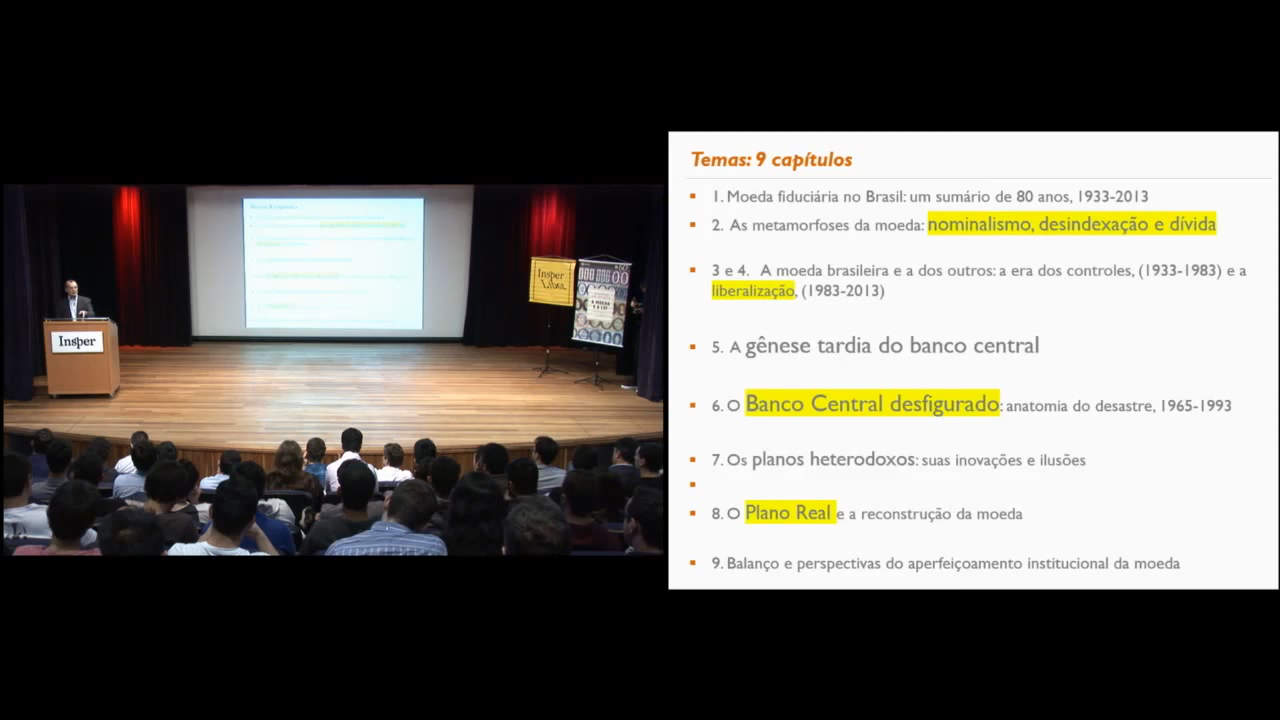 Insper
Insper
A MOEDA
E A LEI
Temas: 9 capítulos
1. Moeda fiduciária no Brasil: um sumário de 80 anos, 1933-2013
2. As metamorfoses da moeda: nominalismo, desindexação e dívida
3 e 4. A moeda brasileira e a dos outros: a era dos controles, (1933-1983) e a
liberalização, (1983-2013)
5. A gênese tardia do banco central
6. O Banco Central desfigurado: anatomia do desastre, 1965-1993
7. Os planos heterodoxos: suas inovações e ilusões
8. O Plano Real e a reconstrução da moeda
9. Balanço e perspectivas do aperfeiçoamento institucional da moeda